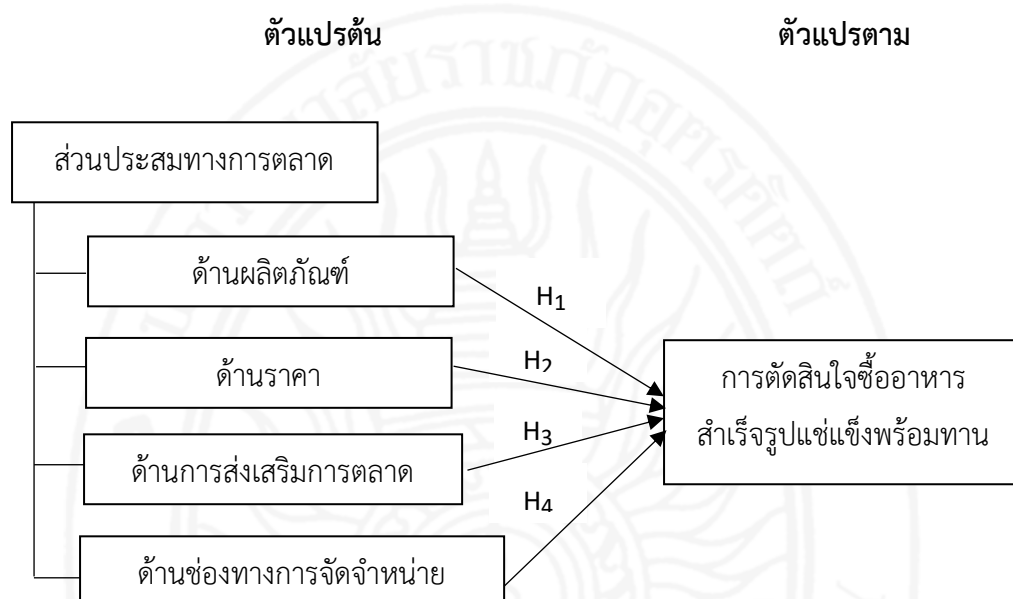 ตัวแปรต้น
ตัวแปรตาม
ส่วนประสมทางการตลาด
ด้านผลิตภัณฑ์
H1
ด้านราคา
H2
ด้านการส่งเสริมการตลาด
H3
ด้านช่องทางการจัดจำหน่าย
H4
การตัดสินใจซื้ออาหาร
สำเร็จรูปแช่แข็งพร้อมทาน